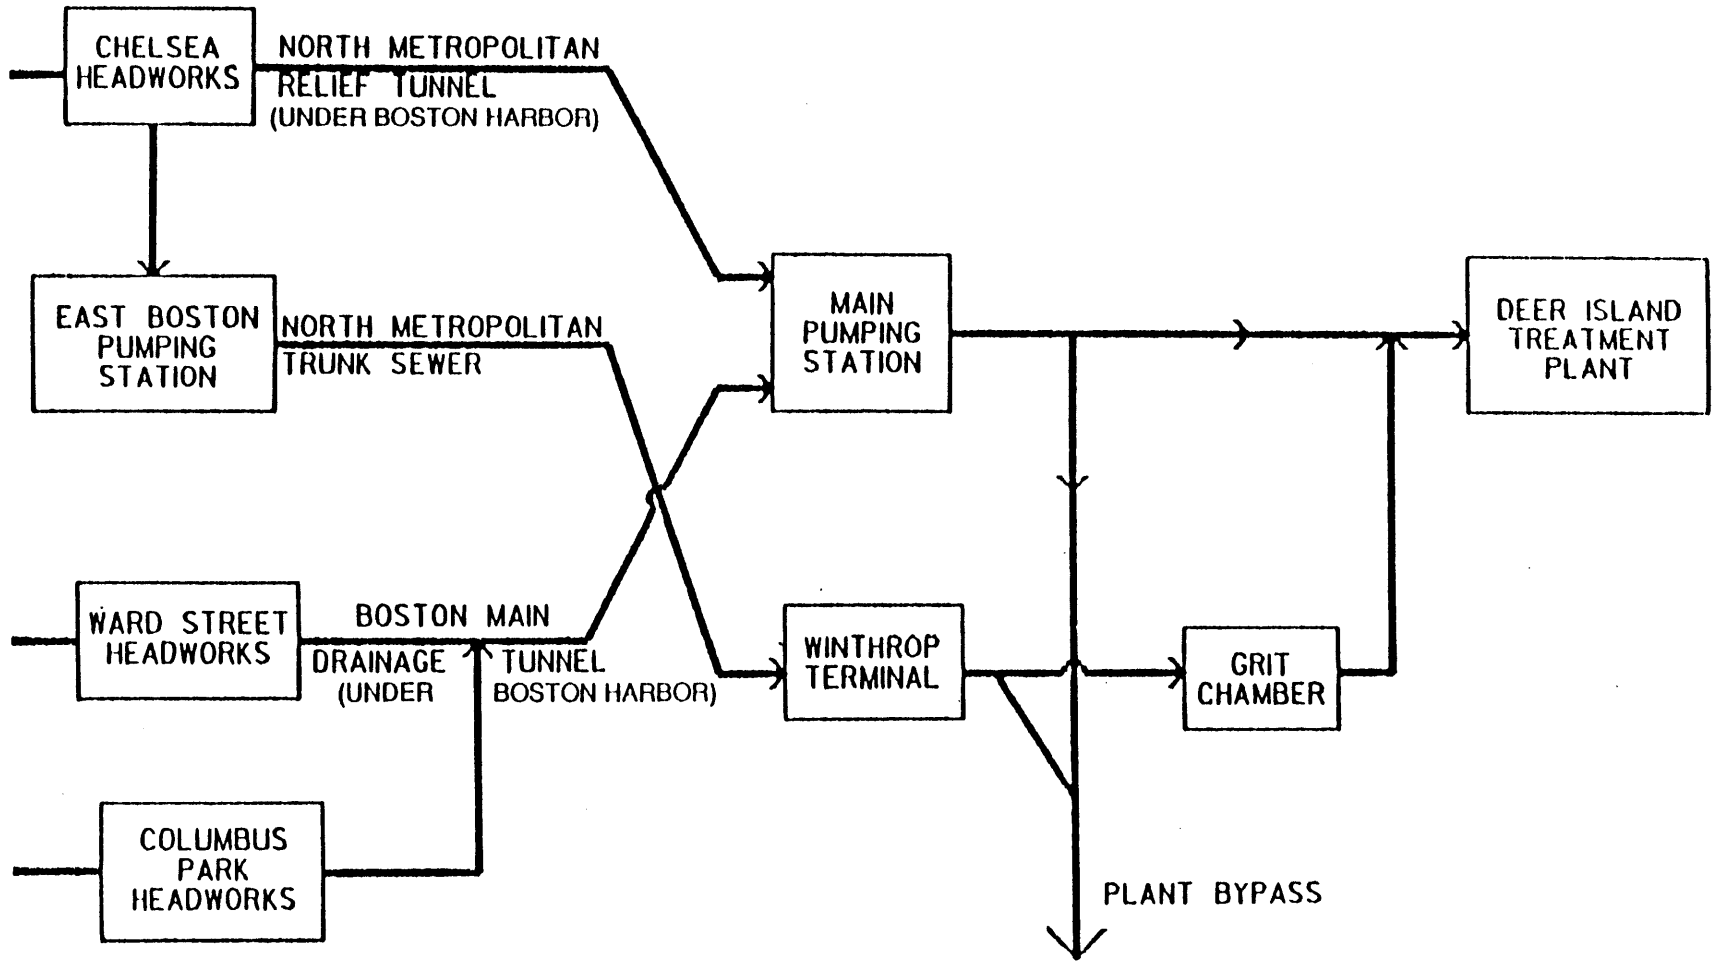 CHELSEA
HEADWORKS
NORTH METROPOLITAN
RELIEF TUNNEL
(UNDER BOSTON HARBOR)
EAST BOSTON
PUMPING
STATION
NORTH METROPOLITAN
TRUNK SEWER
MAIN
PUMPING
STATION
DEER ISLAND
TREATMENT
PLANT
WARD STREET
HEADWORKS
BOSTON MAIN
DRAINAGE TUNNEL
(UNDER BOSTON HARBOR)
WINTHROP
TERMINAL
GRIT
CHAMBER
COLUMBUS
PARK
HEADWORKS
PLANT BYPASS